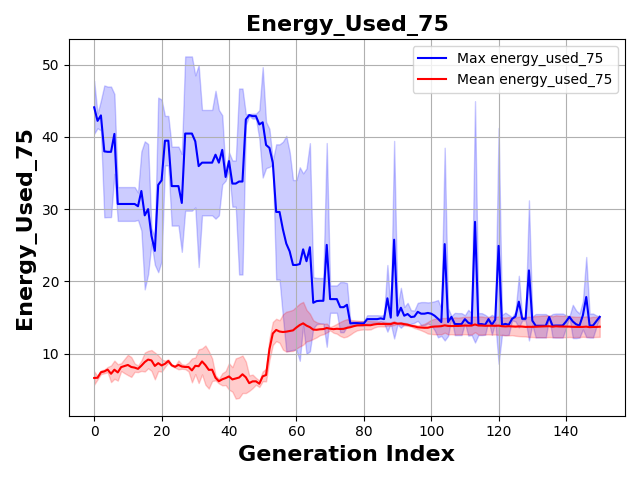 Energy_Used_75
Max energy_used_75
Mean energy_used_75
Energy_Used_75
50
40
30
20
10
0 20 40 60 80 100 120 140
Generation Index